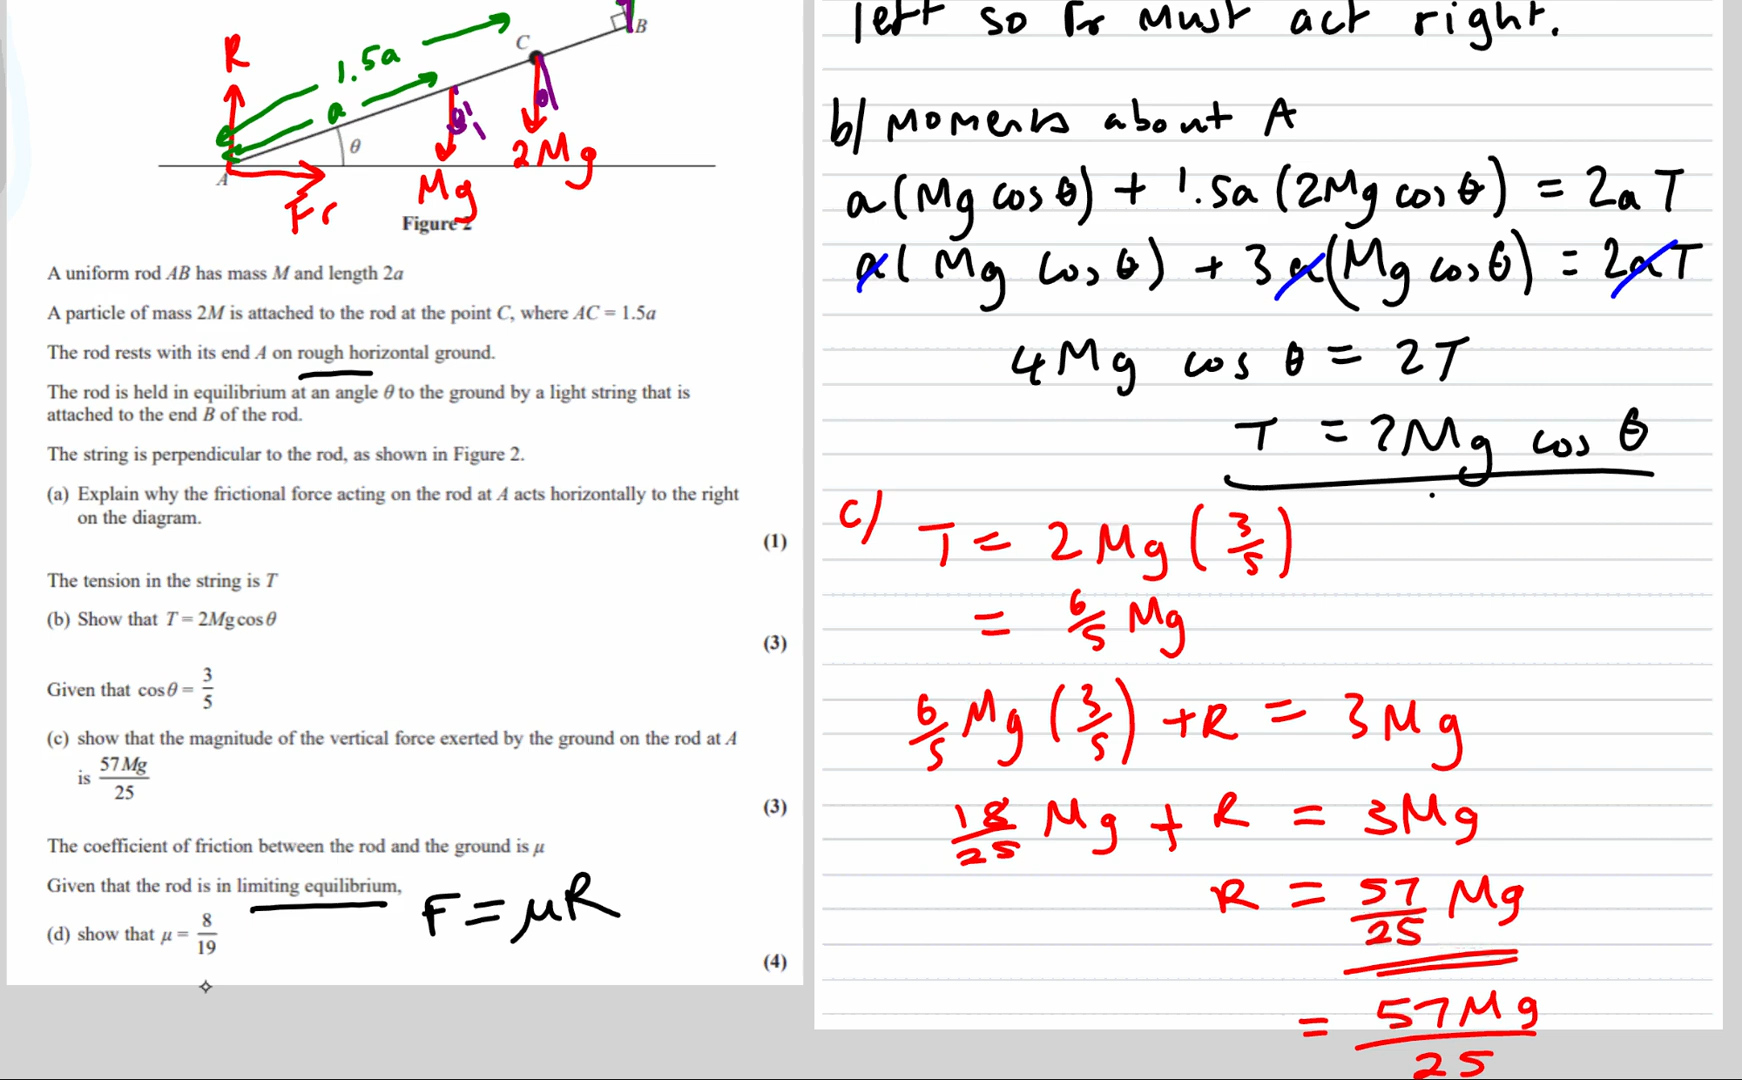 R
1.5a
a
C
B
θ
θ
θ
A
Fr
Mg
2Mg
Figure 2
A uniform rod AB has mass M and length 2a
A particle of mass 2M is attached to the rod at the point C, where AC = 1.5a
The rod rests with its end A on rough horizontal ground.
The rod is held in equilibrium at an angle θ to the ground by a light string that is
attached to the end B of the rod.
The string is perpendicular to the rod, as shown in Figure 2.
(a) Explain why the frictional force acting on the rod at A acts horizontally to the right
on the diagram.
(1)
The tension in the string is T
(b) Show that T = 2Mg cos θ
(3)
Given that cos θ = 3/5
(c) show that the magnitude of the vertical force exerted by the ground on the rod at A
is 57Mg/25
(3)
The coefficient of friction between the rod and the ground is μ
Given that the rod is in limiting equilibrium,
F = μR
(d) show that μ = 8/19
(4)
left so Fr must act right.
b/ Moments about A
a(Mg cos θ) + 1.5a (2Mg cos θ) = 2aT
a( Mg cos θ) + 3a(Mg cos θ) = 2aT
4Mg cos θ = 2T
T = 2Mg cos θ
c/ T = 2Mg (3/5)
= 6/5 Mg
6/5 Mg (3/5) + R = 3Mg
18/25 Mg + R = 3Mg
R = 57/25 Mg
= 57Mg/25